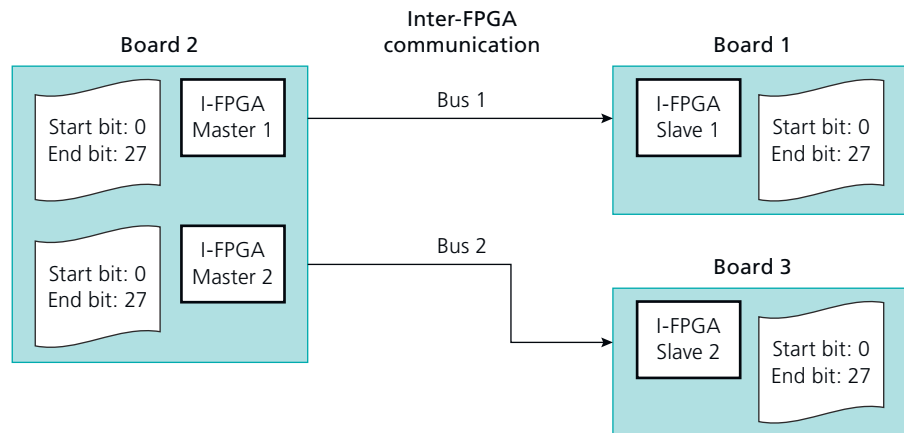 Inter-FPGA
communication
Board 2
Board 1
Start bit: 0
End bit: 27
I-FPGA
Master 1
Bus 1
I-FPGA
Slave 1
Start bit: 0
End bit: 27
Start bit: 0
End bit: 27
I-FPGA
Master 2
Bus 2
Board 3
I-FPGA
Slave 2
Start bit: 0
End bit: 27